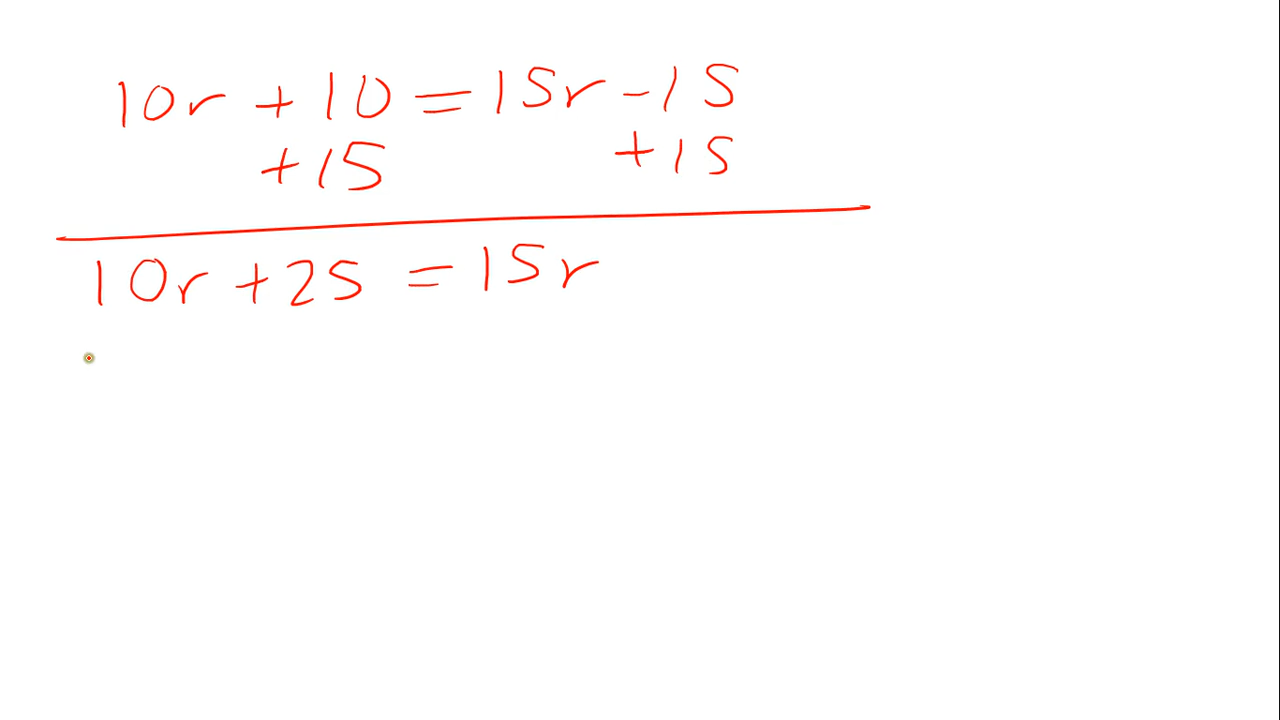 10r + 10 = 15r - 15
+15 +15
10r + 25 = 15r